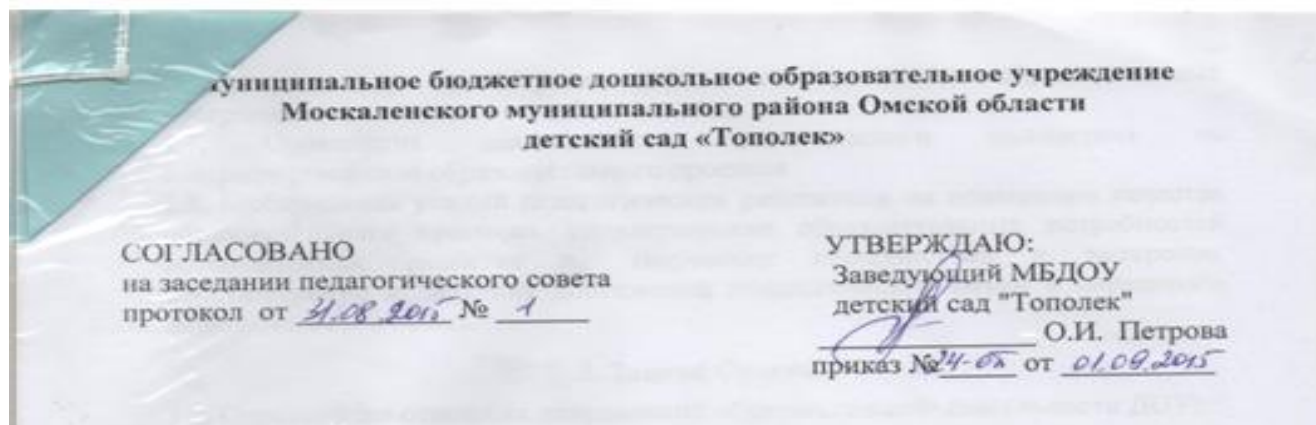 муниципальное бюджетное дошкольное образовательное учреждение
Москаленского муниципального района Омской области
детский сад «Тополек»
СОГЛАСОВАНО
на заседании педагогического совета
протокол от 31.08.2015 № 1
УТВЕРЖДАЮ:
Заведующий МБДОУ
детский сад "Тополек"
О.И. Петрова
приказ № 24-оп от 01.09.2015